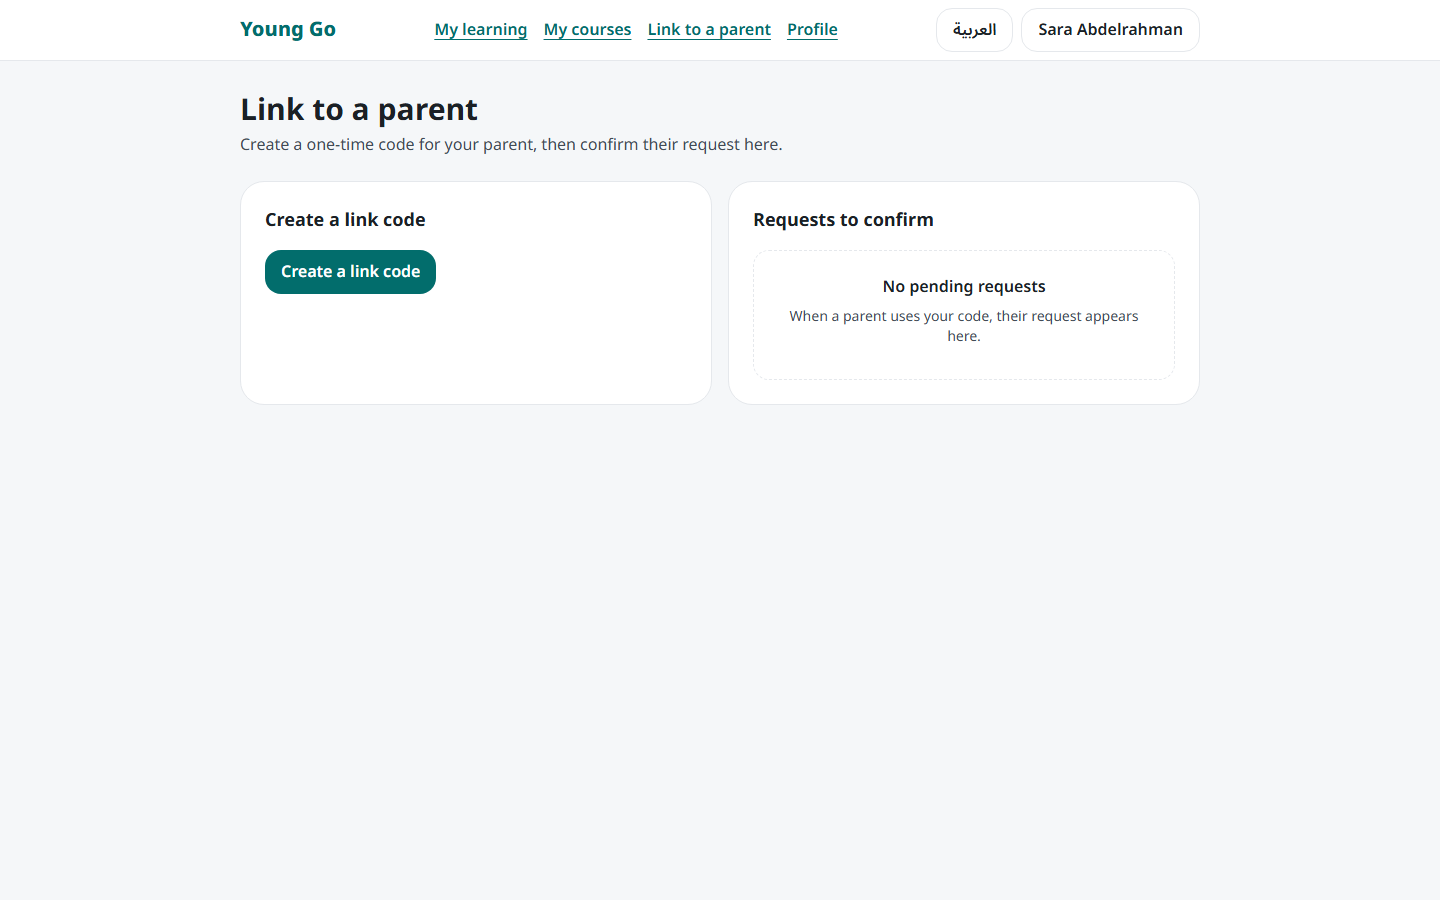 Young Go
My learning
My courses
Link to a parent
Profile
العربية
Sara Abdelrahman
Link to a parent
Create a one-time code for your parent, then confirm their request here.
Create a link code
Create a link code
Requests to confirm
No pending requests
When a parent uses your code, their request appears
here.